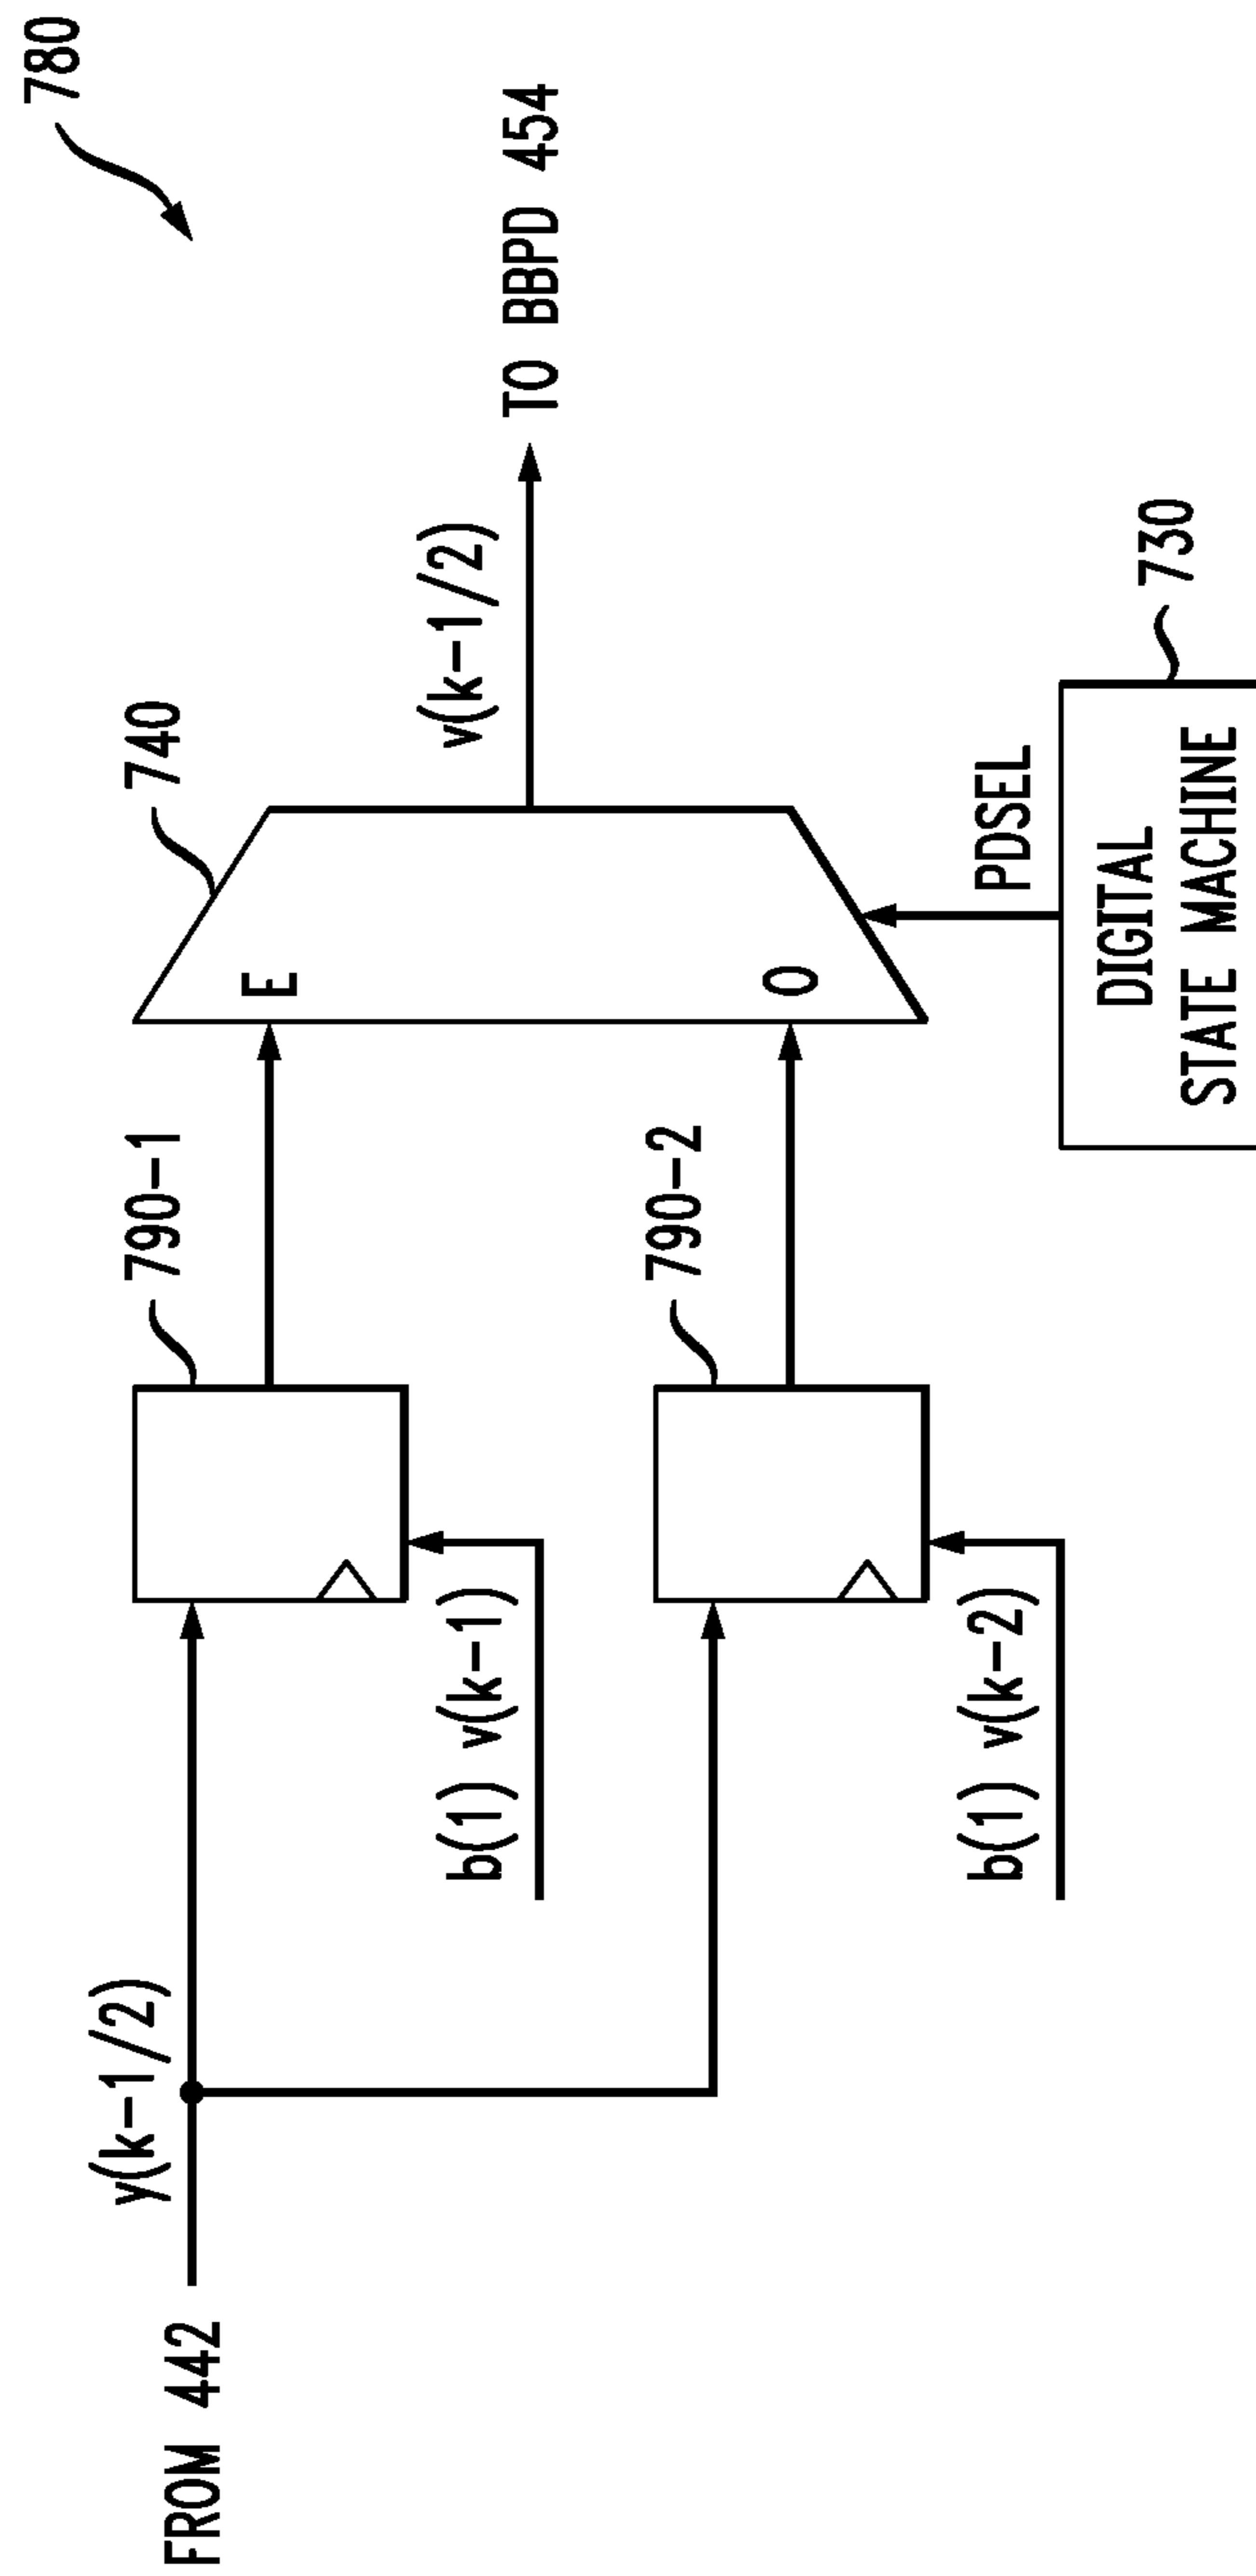 780
740
790-1
y(k-1/2)
FROM 442
E
b(1) v(k-1)
v(k-1/2)
TO BBPD 454
790-2
O
b(1) v(k-2)
PDSEL
730
DIGITAL
STATE MACHINE